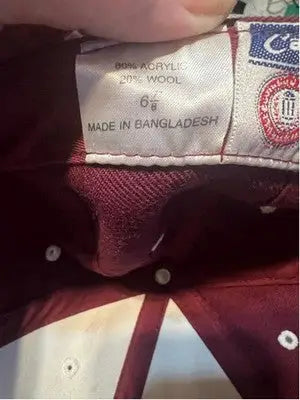 80% ACRYLIC
20% WOOL
6⅞
MADE IN BANGLADESH